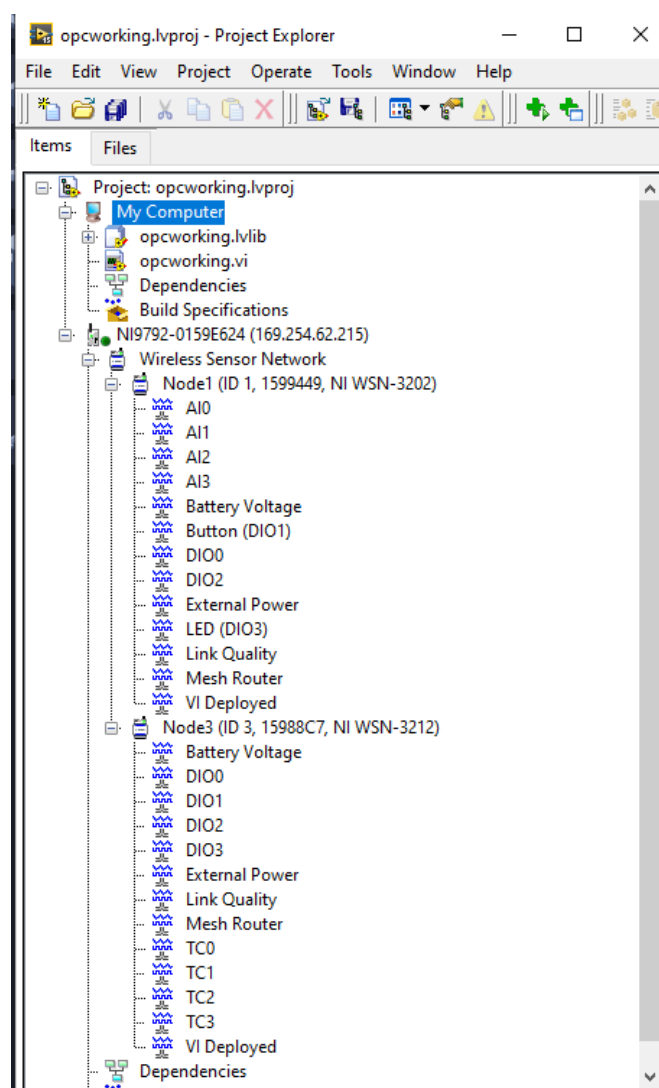 opcworking.lvproj - Project Explorer
File Edit View Project Operate Tools Window Help
Items Files
Project: opcworking.lvproj
My Computer
opcworking.lvlib
opcworking.vi
Dependencies
Build Specifications
NI9792-0159E624 (169.254.62.215)
Wireless Sensor Network
Node1 (ID 1, 1599449, NI WSN-3202)
AI0
AI1
AI2
AI3
Battery Voltage
Button (DIO1)
DIO0
DIO2
External Power
LED (DIO3)
Link Quality
Mesh Router
VI Deployed
Node3 (ID 3, 15988C7, NI WSN-3212)
Battery Voltage
DIO0
DIO1
DIO2
DIO3
External Power
Link Quality
Mesh Router
TC0
TC1
TC2
TC3
VI Deployed
Dependencies